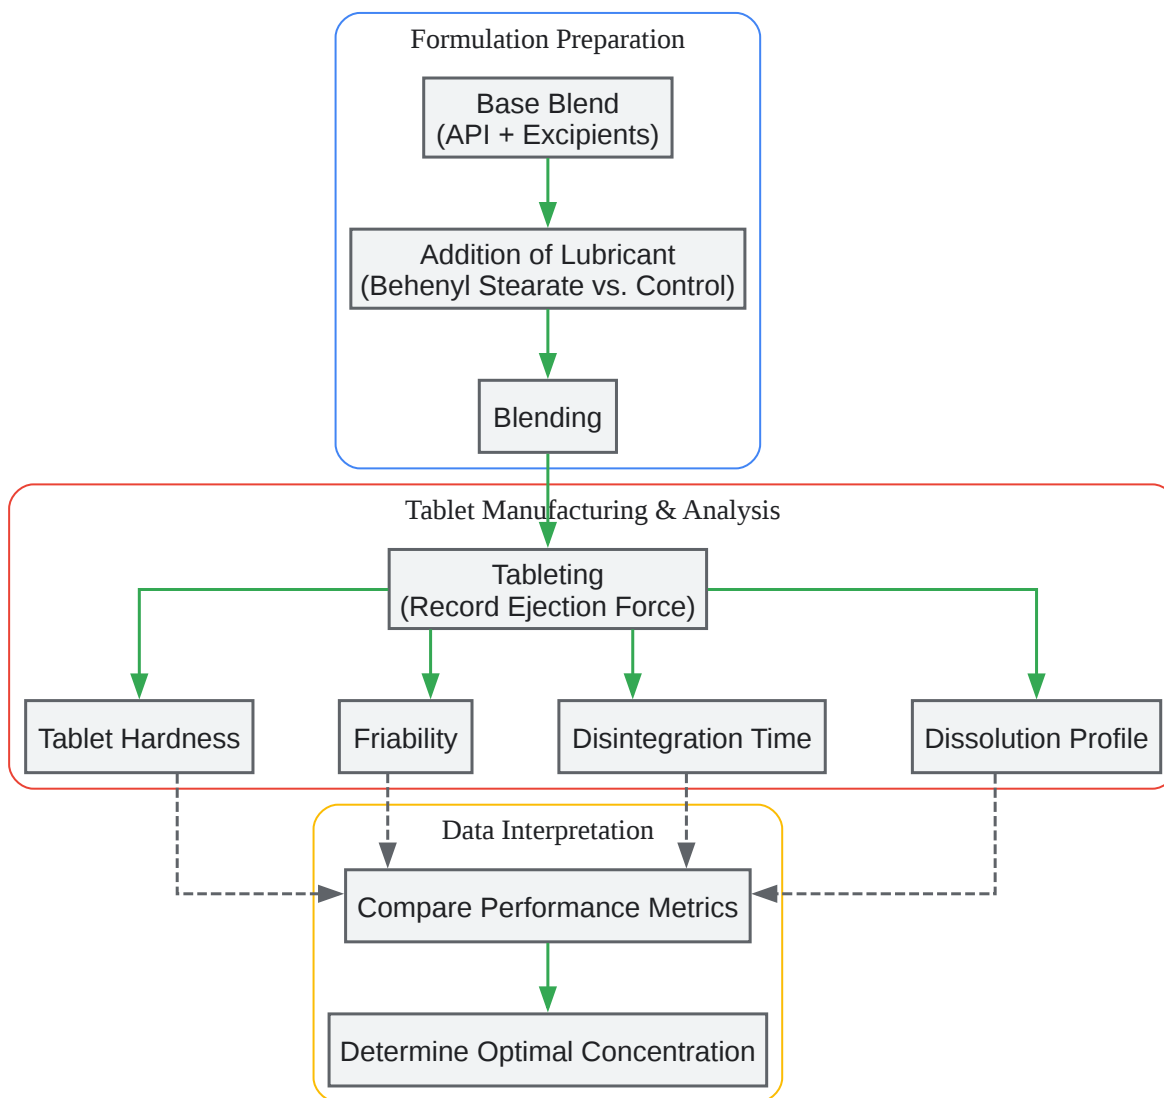 Formulation Preparation
Base Blend
(API + Excipients)
Addition of Lubricant
(Behenyl Stearate vs. Control)
Blending
Tablet Manufacturing & Analysis
Tableting
(Record Ejection Force)
Tablet Hardness
Friability
Disintegration Time
Dissolution Profile
Data Interpretation
Compare Performance Metrics
Determine Optimal Concentration